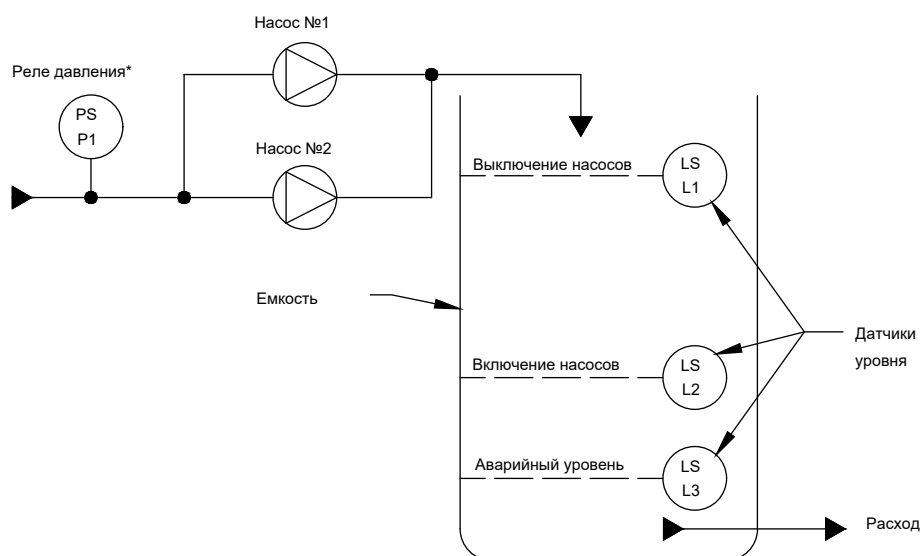 Насос №1
Реле давления*
PS
P1
Насос №2
Выключение насосов
LS
L1
Емкость
Датчики
уровня
Включение насосов
LS
L2
Аварийный уровень
LS
L3
Расход